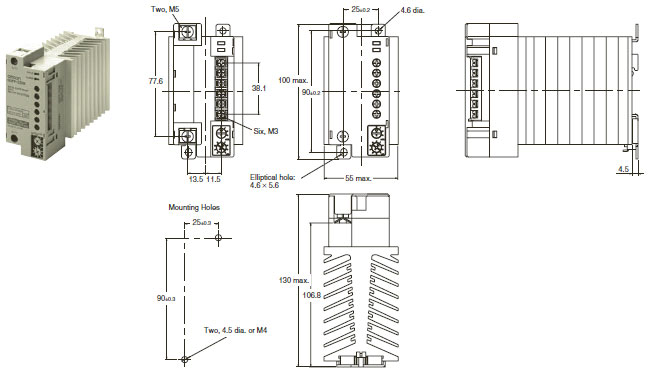 Two, M5
25±0.2
4.6 dia.
77.6
38.1
100 max.
90±0.2
Six, M3
13.5
11.5
Elliptical hole:
4.6 × 5.6
55 max.
4.5
Mounting Holes
25±0.3
90±0.3
Two, 4.5 dia. or M4
130 max.
106.8